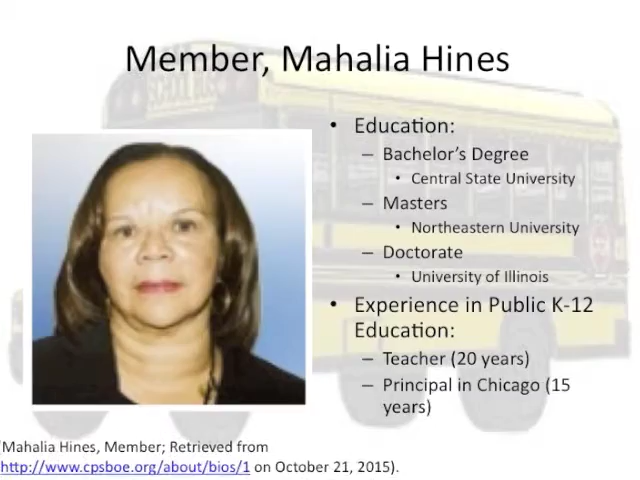 Member, Mahalia Hines
• Education:
– Bachelor's Degree
• Central State University
– Masters
• Northeastern University
– Doctorate
• University of Illinois
• Experience in Public K-12
Education:
– Teacher (20 years)
– Principal in Chicago (15
years)
Mahalia Hines, Member; Retrieved from
http://www.cpsboe.org/about/bios/1 on October 21, 2015).